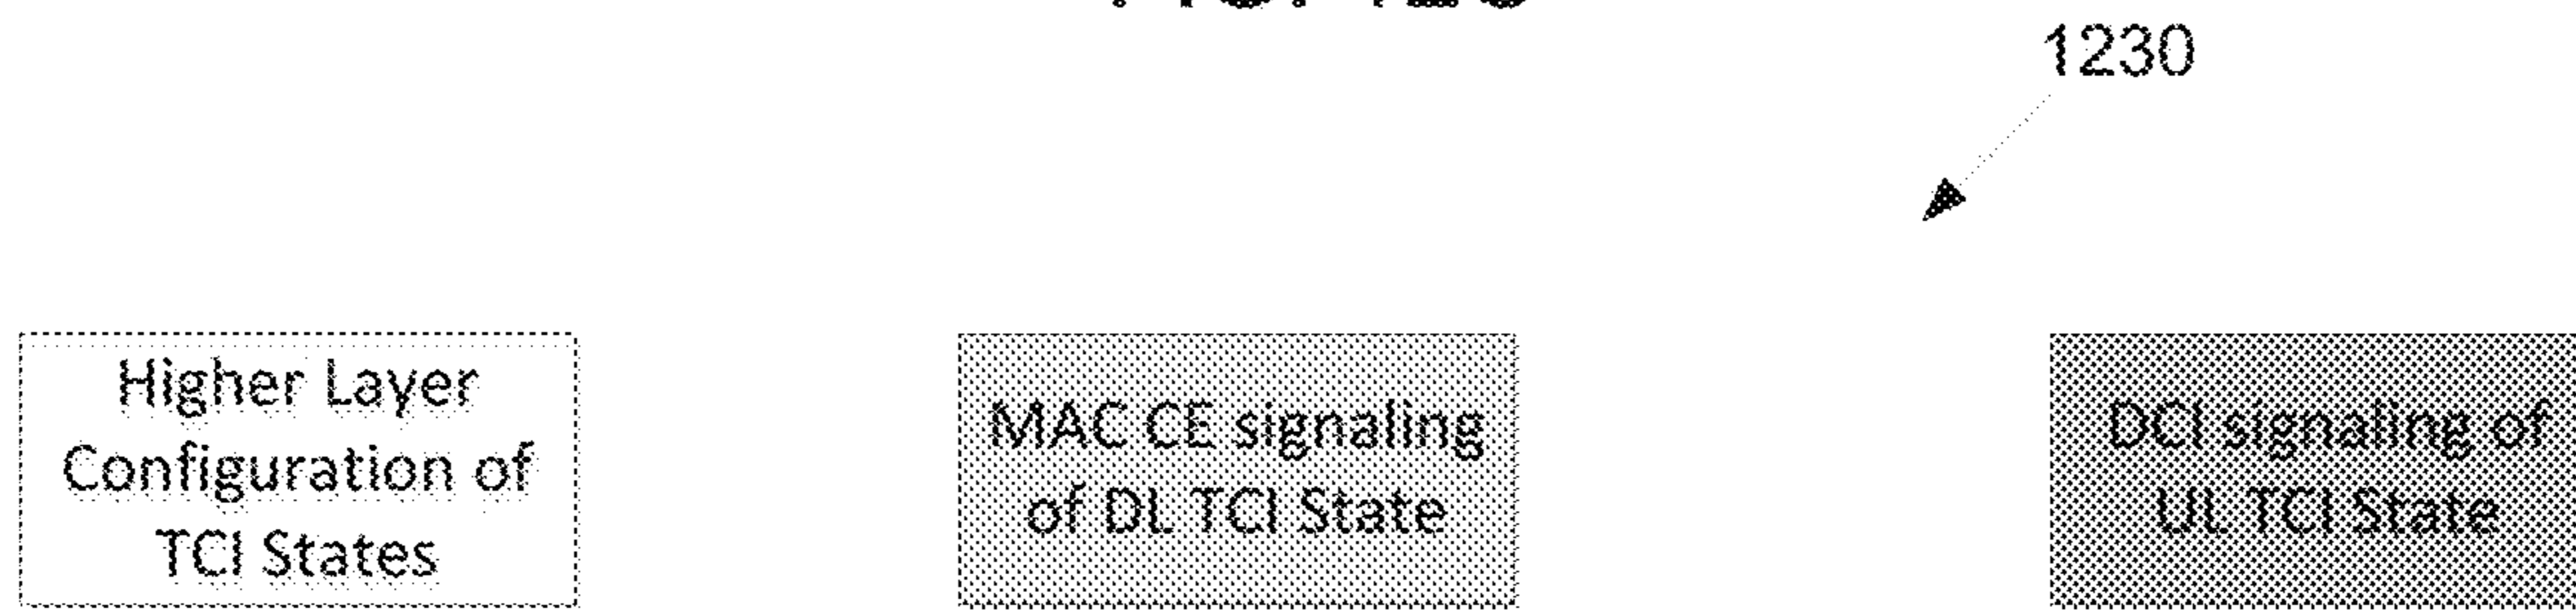 1230
Higher Layer
Configuration of
TCI States
MAC CE signaling
of DL TCI State
DCI signaling of
UL TCI State